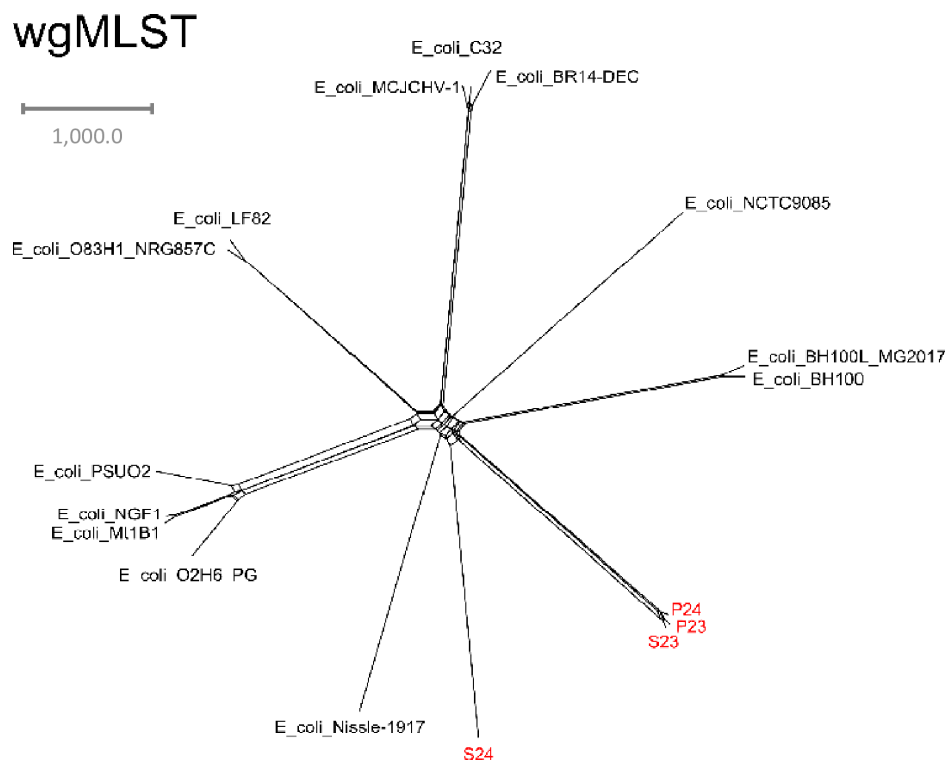 wgMLST
1,000.0
E_coli_C32
E_coli_BR14-DEC
E_coli_MCJCHV-1
E_coli_NCTC9085
E_coli_LF82
E_coli_O83H1_NRG857C
E_coli_BH100L_MG2017
E_coli_BH100
E_coli_PSUO2
E_coli_NGF1
E_coli_Mt1B1
E_coli_O2H6_PG
P24
P23
S23
E_coli_Nissle-1917
S24